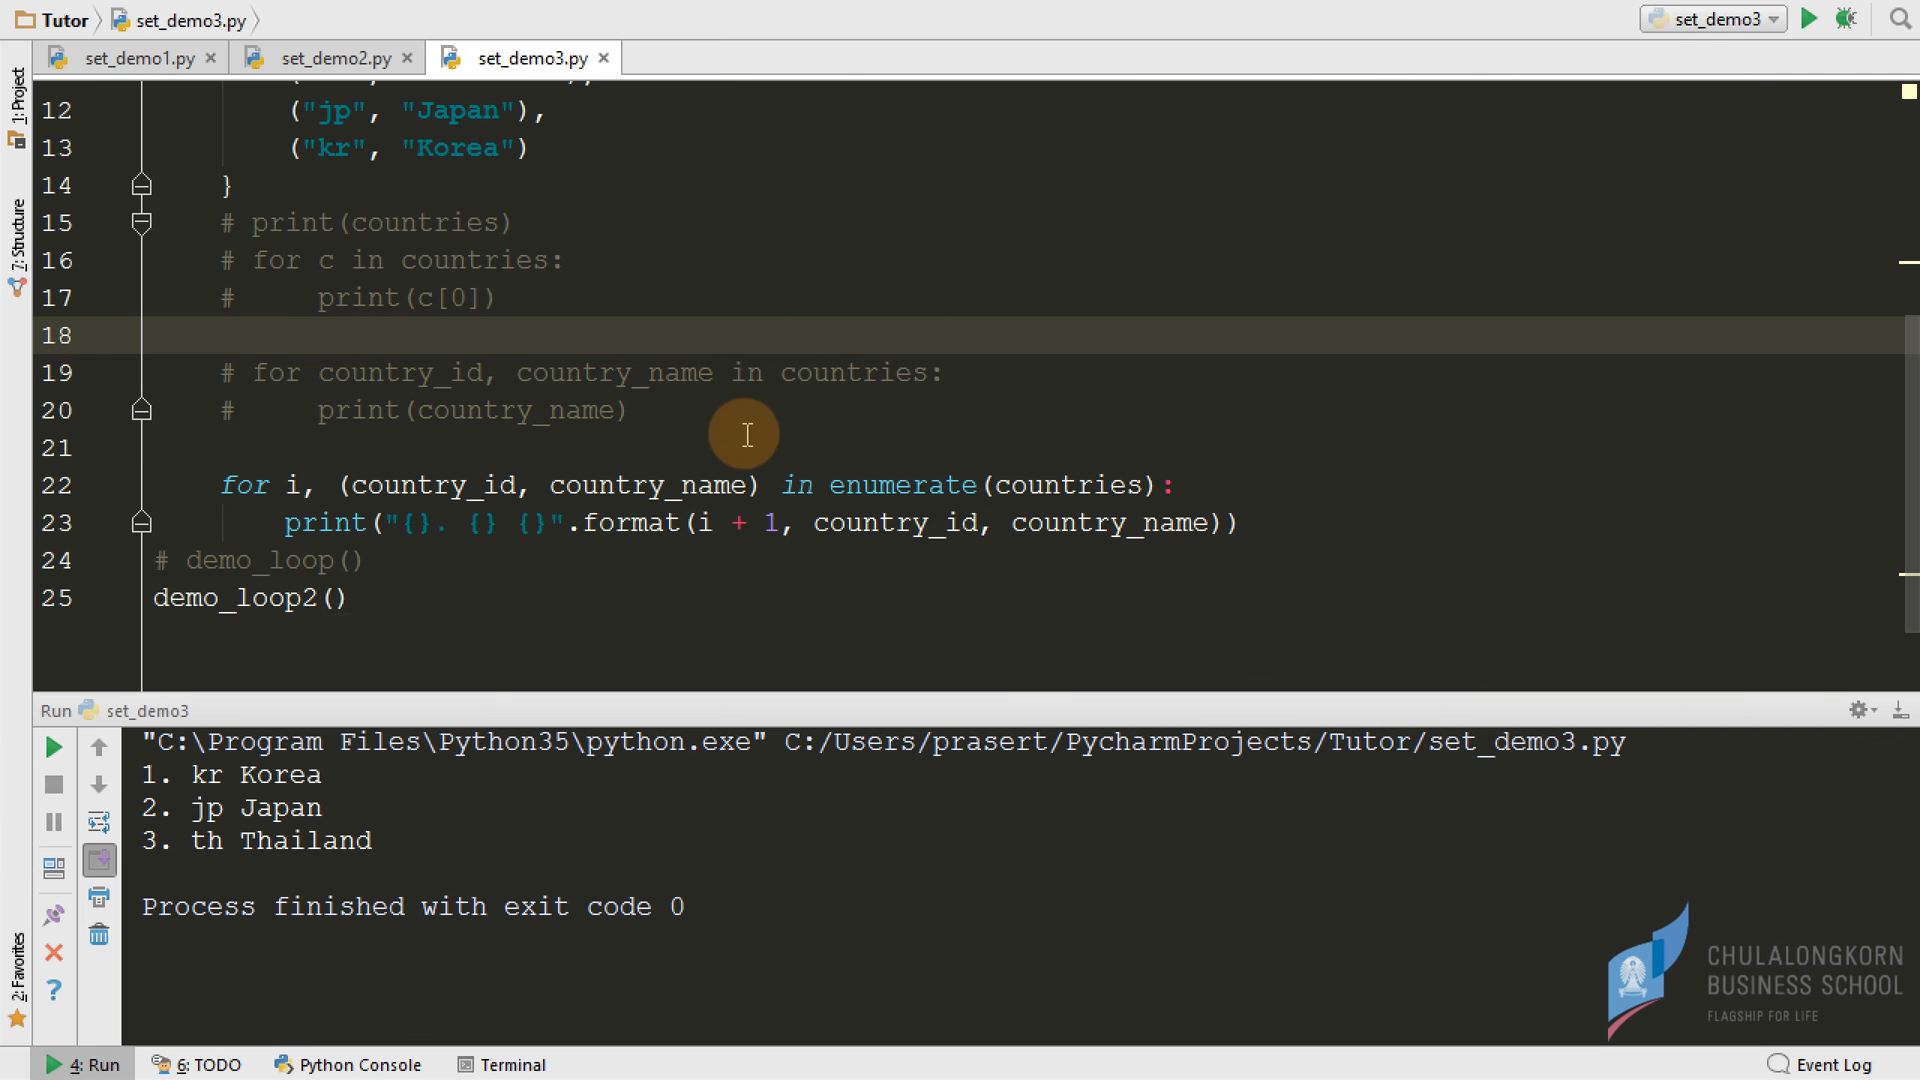 Tutor set_demo3.py set_demo3
set_demo1.py set_demo2.py set_demo3.py
1: Project
7: Structure
2: Favorites
12 ("jp", "Japan"),
13 ("kr", "Korea")
14 }
15 # print(countries)
16 # for c in countries:
17 #     print(c[0])
18
19 # for country_id, country_name in countries:
20 #     print(country_name)
21
22 for i, (country_id, country_name) in enumerate(countries):
23 print("{}. {} {}".format(i + 1, country_id, country_name))
24 # demo_loop()
25 demo_loop2()
Run set_demo3
"C:\Program Files\Python35\python.exe" C:/Users/prasert/PycharmProjects/Tutor/set_demo3.py
1. kr Korea
2. jp Japan
3. th Thailand
Process finished with exit code 0
CHULALONGKORN
BUSINESS SCHOOL
FLAGSHIP FOR LIFE
4: Run 6: TODO Python Console Terminal Event Log